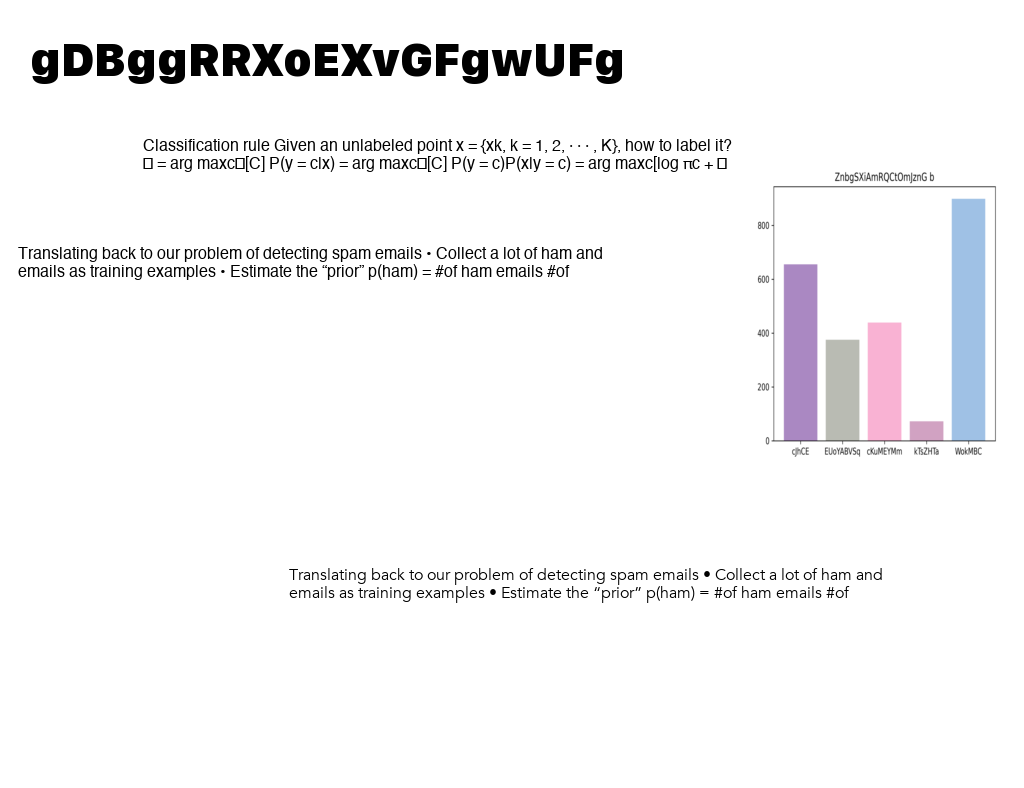 gDBggRRXoEXvGFgwUFg
Classification rule Given an unlabeled point x = {xk, k = 1, 2, · · · , K}, how to label it?
□ = arg maxc□[C] P(y = c|x) = arg maxc□[C] P(y = c)P(x|y = c) = arg maxc[log πc + □
ZnbgSXiAmRQCtOmJznG b
Translating back to our problem of detecting spam emails • Collect a lot of ham and
emails as training examples • Estimate the “prior” p(ham) = #of ham emails #of
800
600
400
200
0
cJhCE EUoYABVSq cKuMEYMm kTsZHTa WokMBC
Translating back to our problem of detecting spam emails • Collect a lot of ham and
emails as training examples • Estimate the “prior” p(ham) = #of ham emails #of